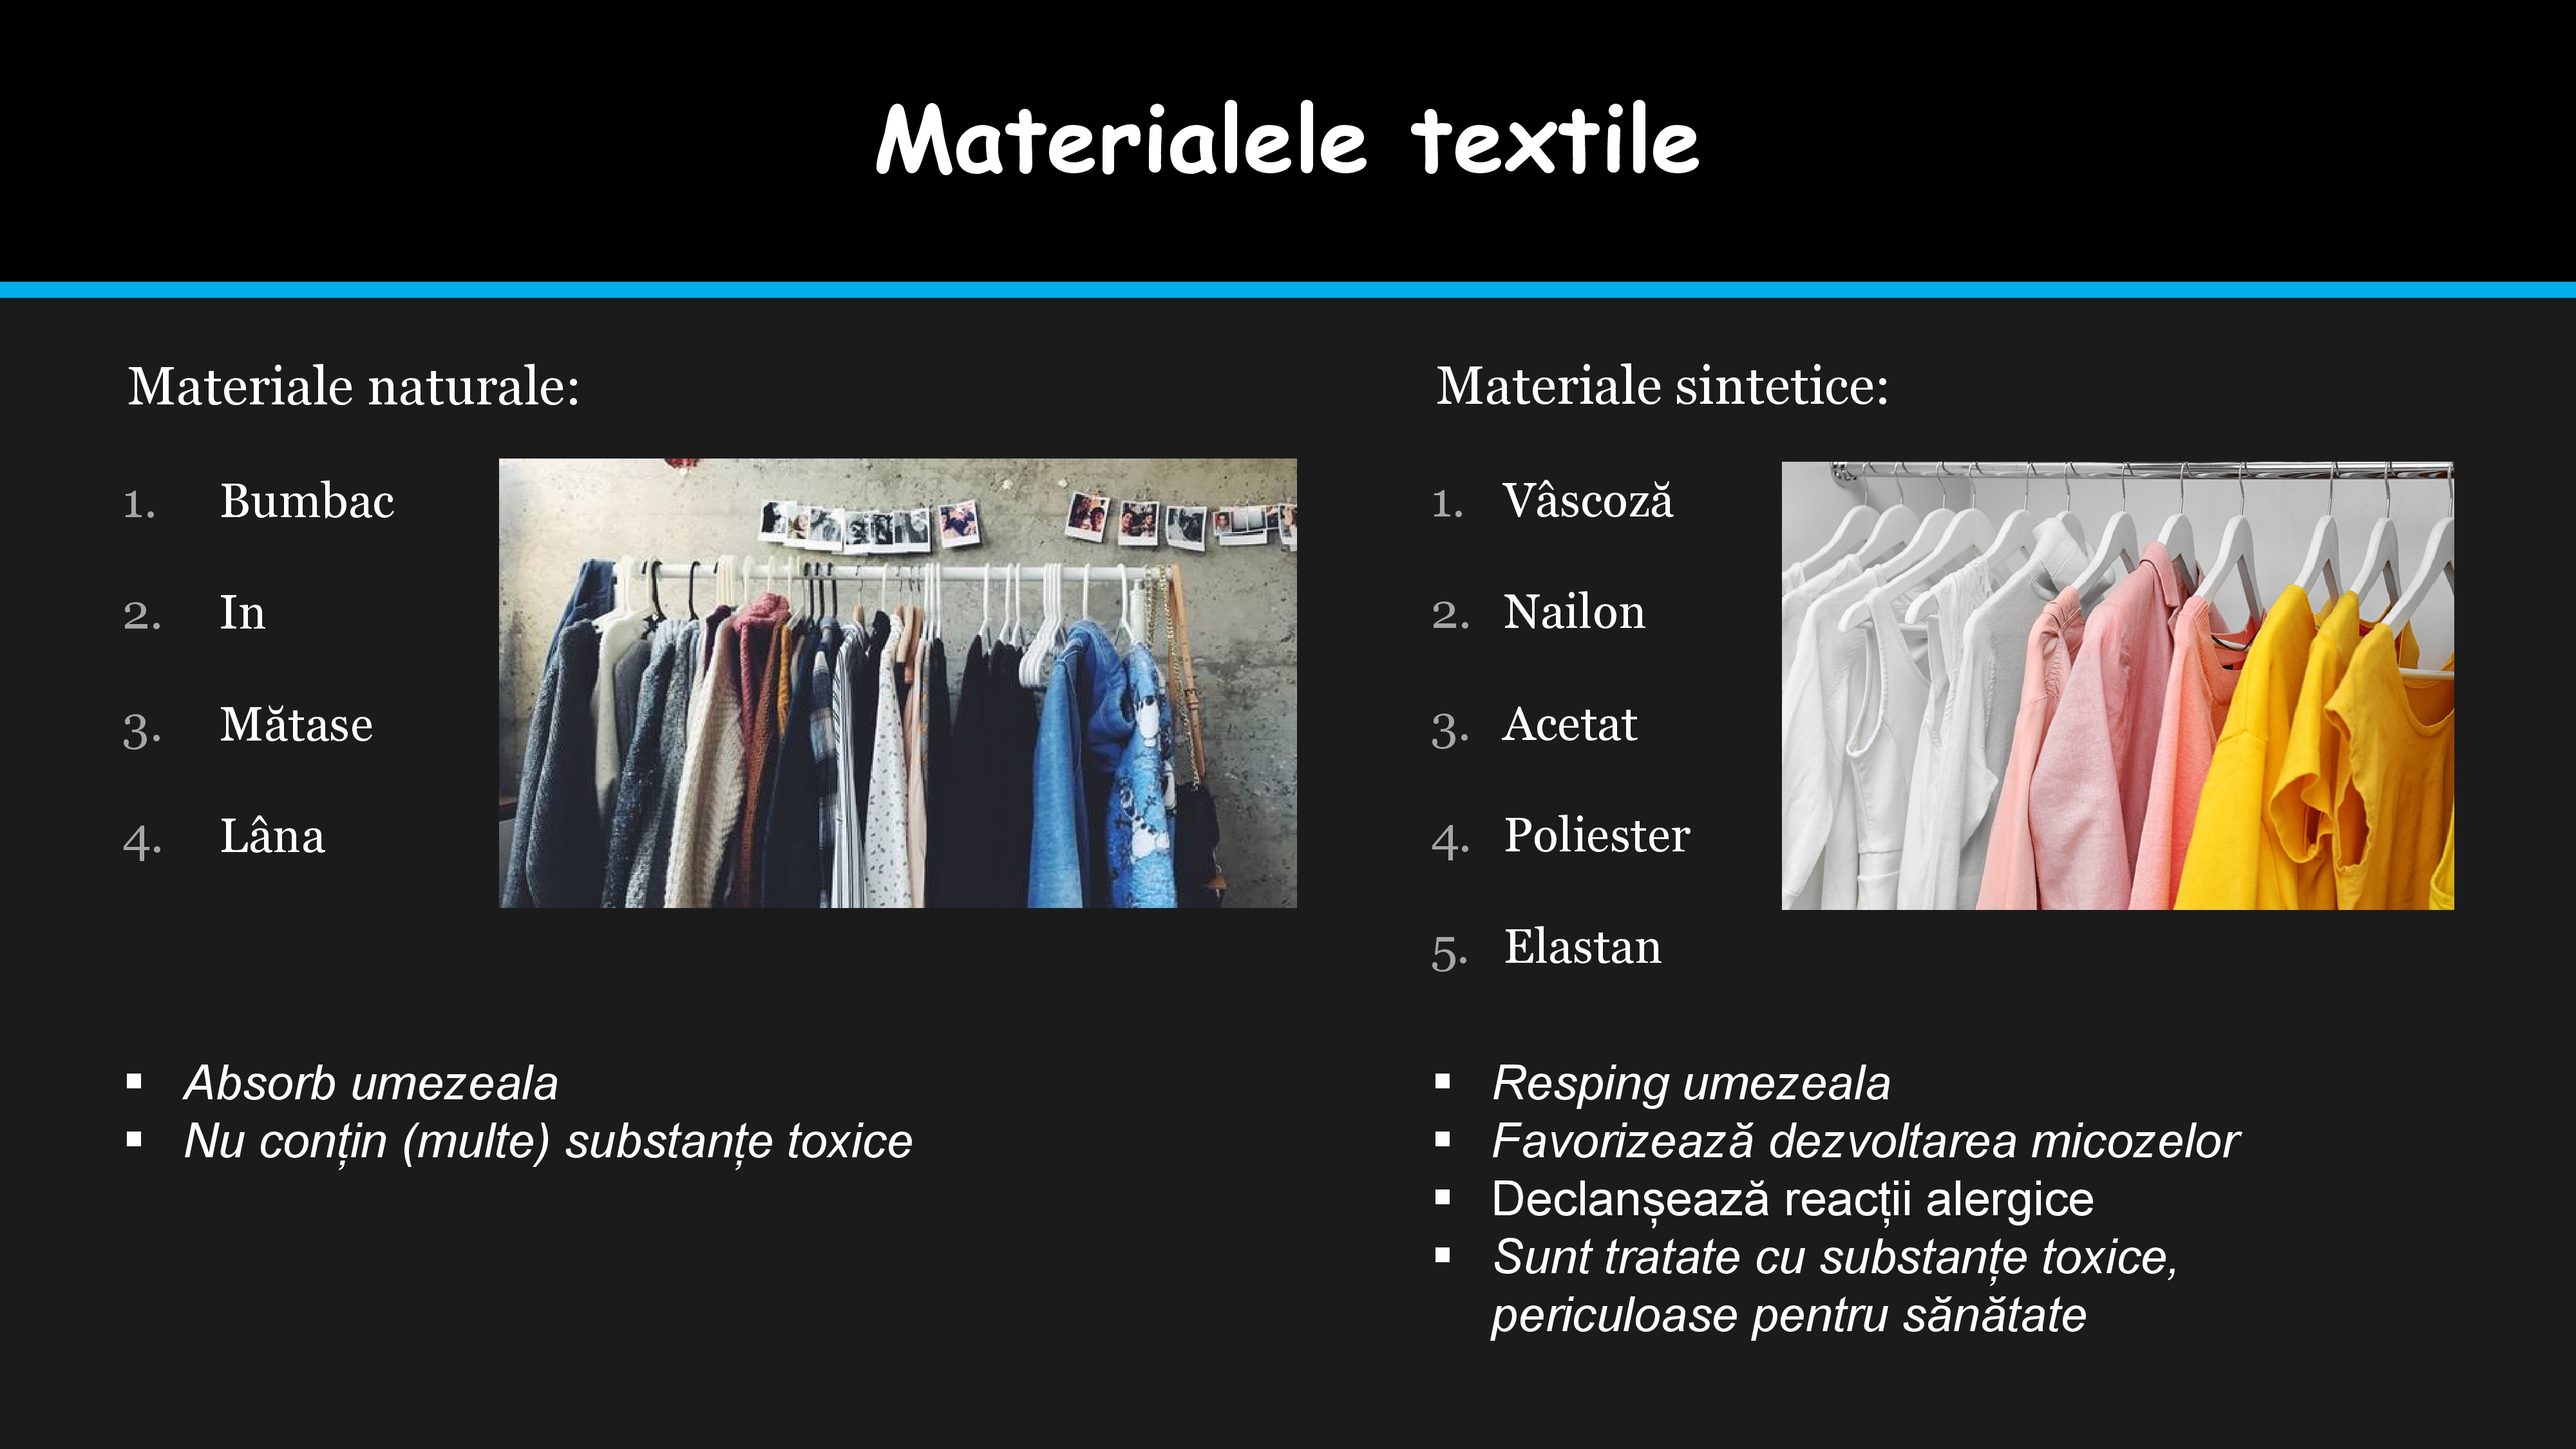 Materialele textile
Materiale naturale:
1. Bumbac
2. In
3. Mătase
4. Lâna
▪ Absorb umezeala
▪ Nu conțin (multe) substanțe toxice
Materiale sintetice:
1. Vâscoză
2. Nailon
3. Acetat
4. Poliester
5. Elastan
▪ Resping umezeala
▪ Favorizează dezvoltarea micozelor
▪ Declanșează reacții alergice
▪ Sunt tratate cu substanțe toxice,
periculoase pentru sănătate